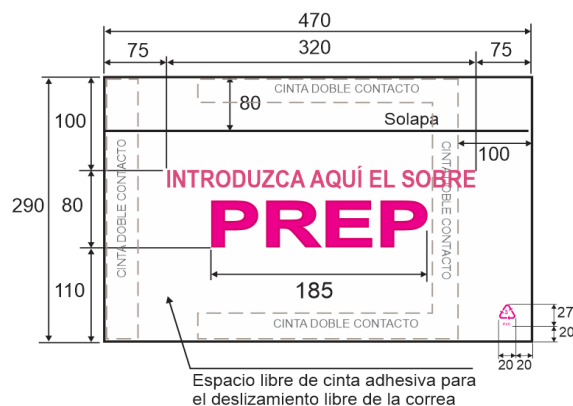 470
75 320 75
CINTA DOBLE CONTACTO
80
Solapa
100
100
INTRODUZCA AQUÍ EL SOBRE
PREP
290
80
CINTA DOBLE CONTACTO
CINTA DOBLE CONTACTO
185
110
CINTA DOBLE CONTACTO
27
20
20 20
Espacio libre de cinta adhesiva para
el deslizamiento libre de la correa